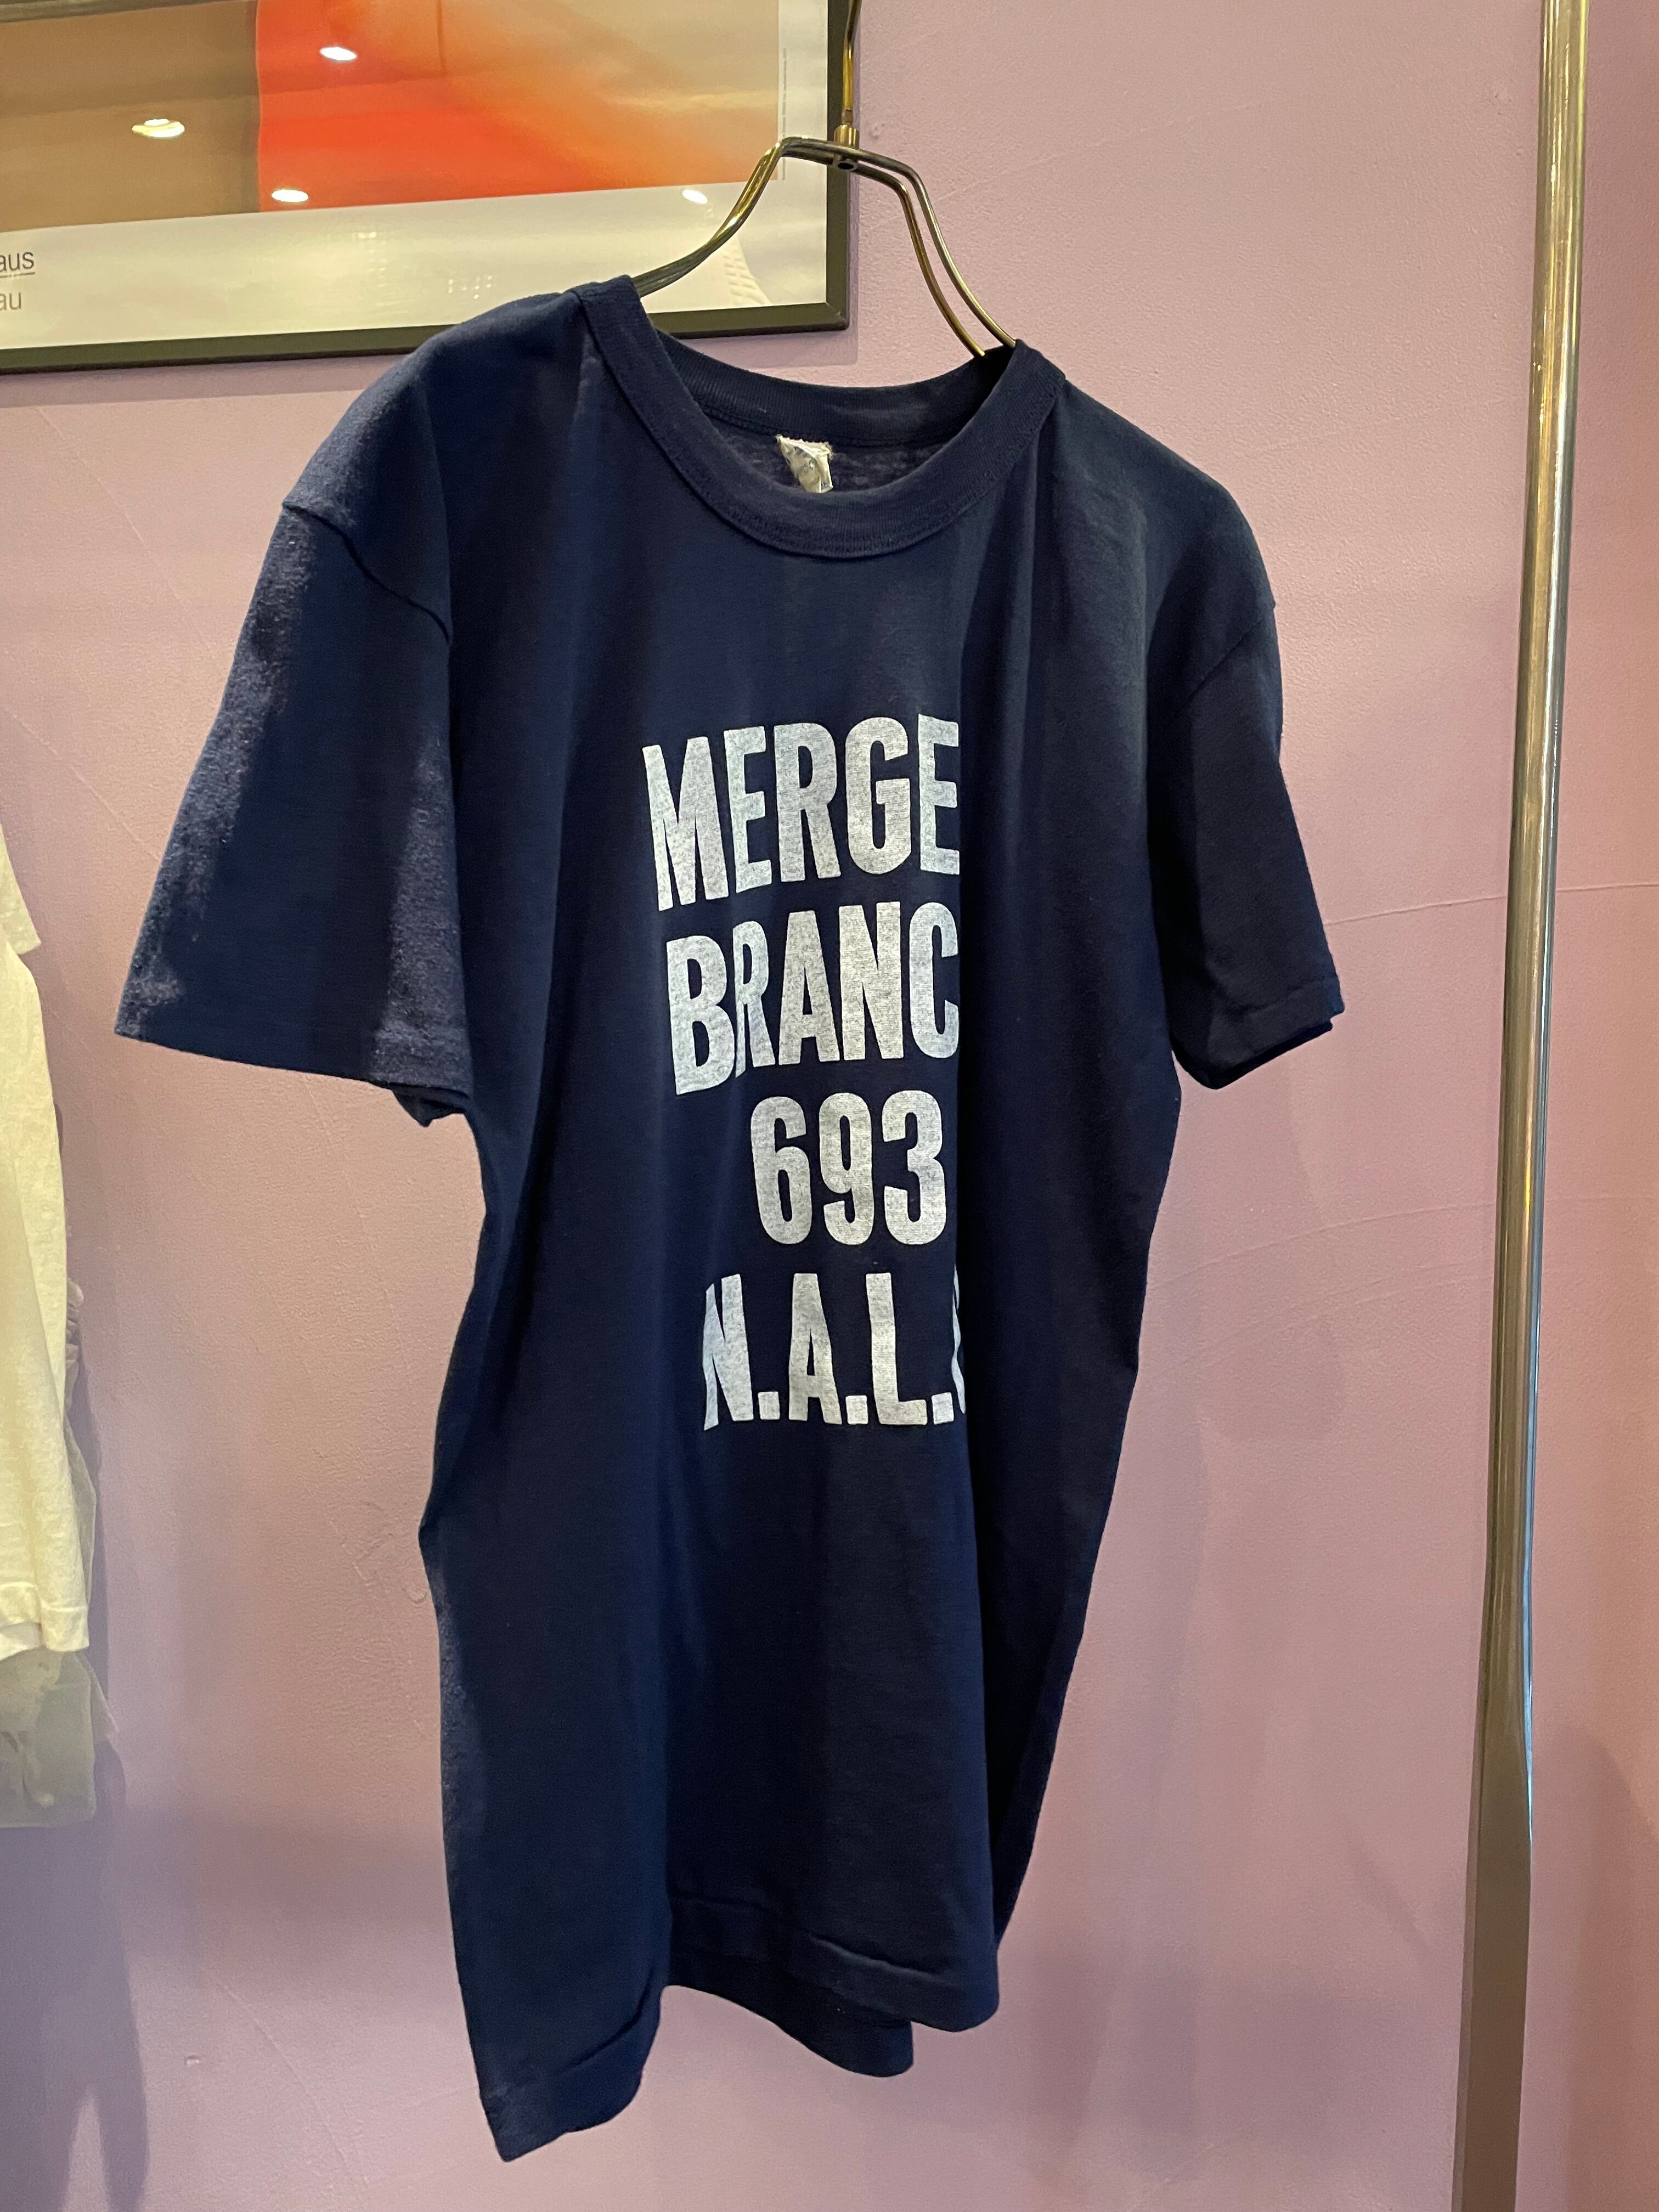 aus
au
MERGE
BRANC
693
N.A.L.